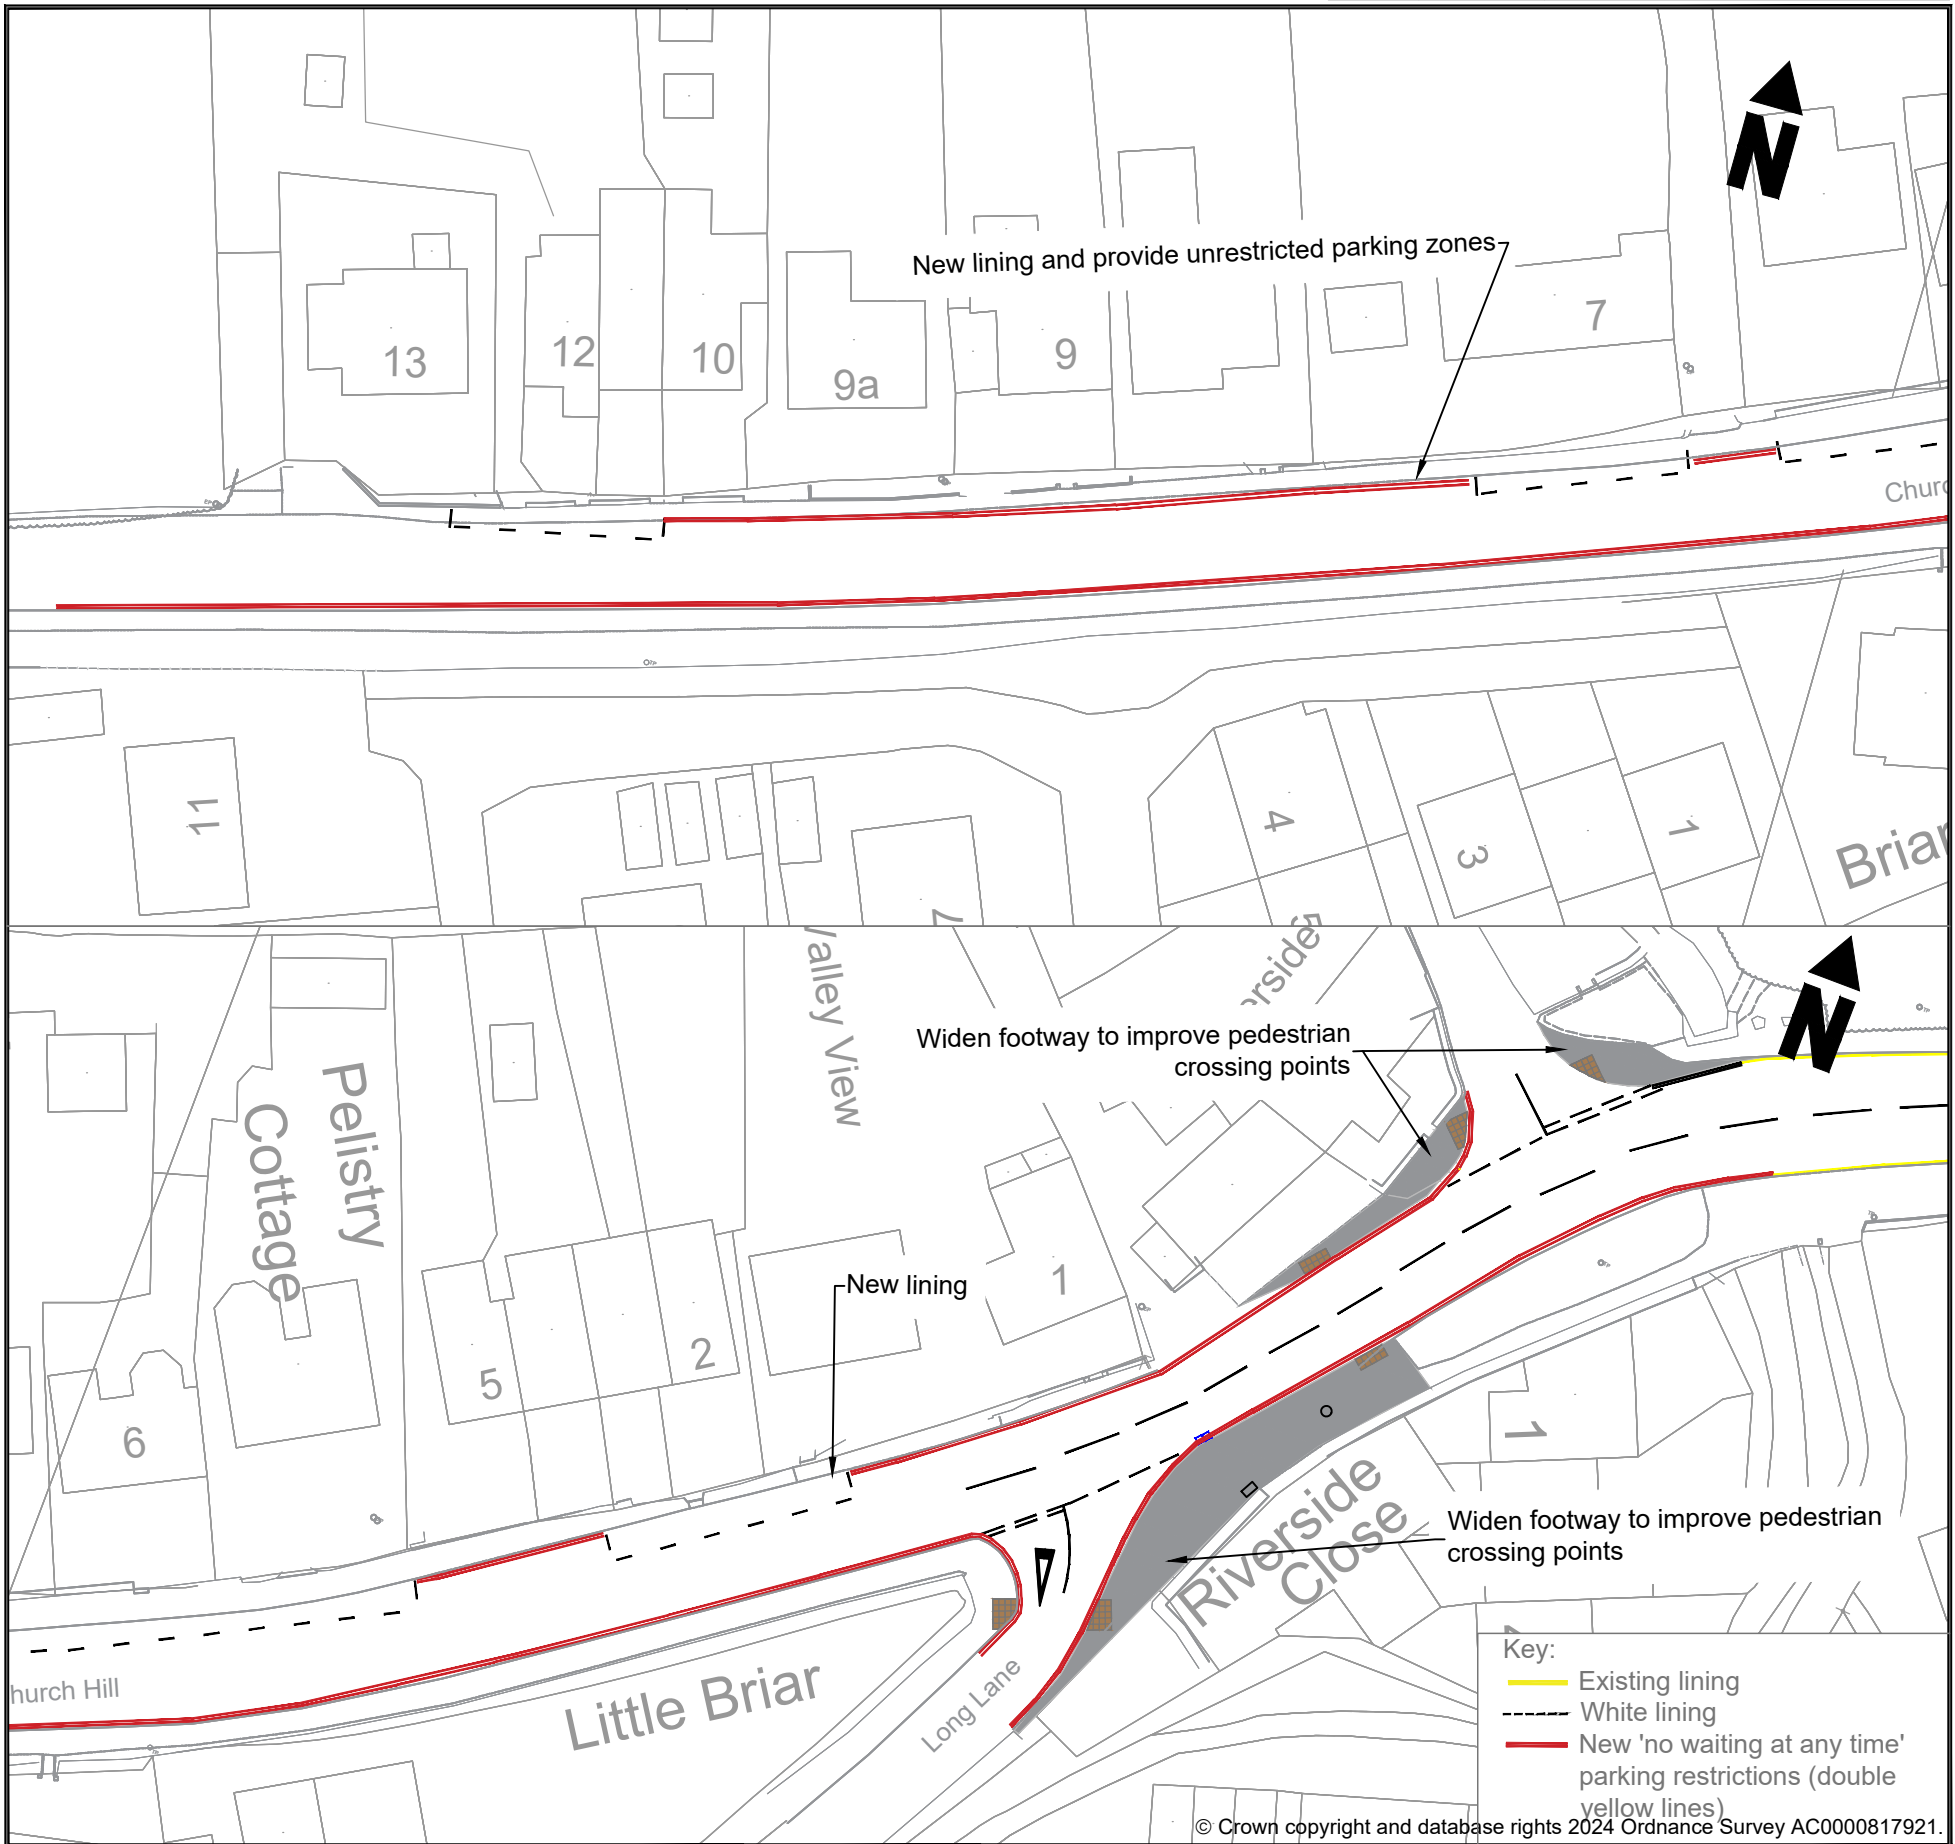 N
New lining and provide unrestricted parking zones
13
12
10
9a
9
7
Churc
11
4
3
1
Briar
7
5
Valley View
erside
N
Widen footway to improve pedestrian
crossing points
Pelistry
Cottage
New lining
1
2
5
6
1
Riverside
Close
Widen footway to improve pedestrian
crossing points
hurch Hill
Little Briar
Long Lane
Key:
Existing lining
White lining
New 'no waiting at any time'
parking restrictions (double
yellow lines)
© Crown copyright and database rights 2024 Ordnance Survey AC0000817921.